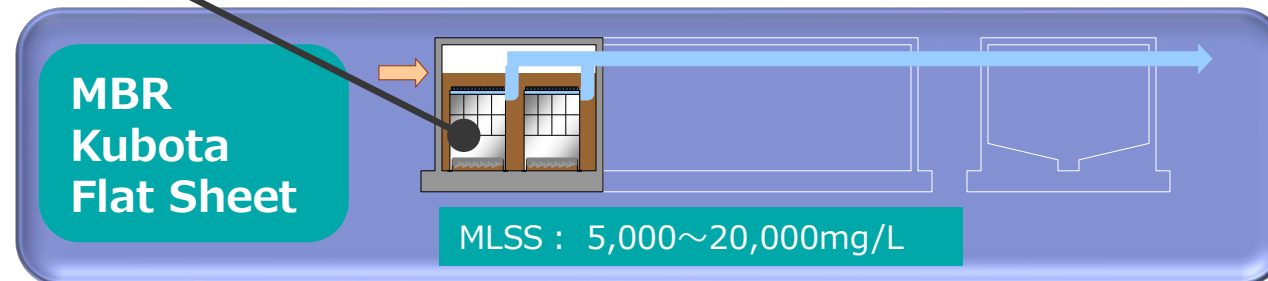 MBR
Kubota
Flat Sheet
MLSS : 5,000～20,000mg/L